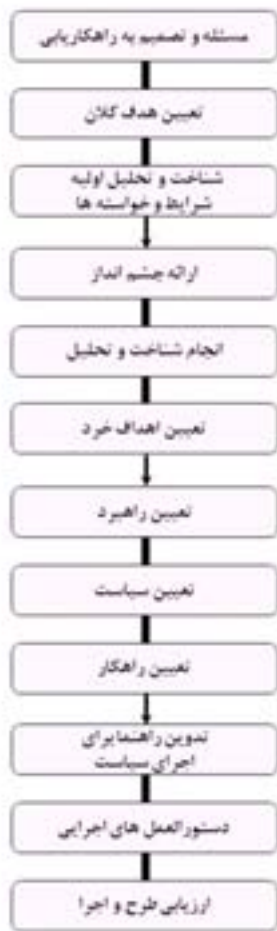 مسئله و تصمیم به راهکاریابی
تعیین هدف کلان
شناخت و تحلیل اولیه
شرایط و خواسته ها
ارائه چشم انداز
انجام شناخت و تحلیل
تعیین اهداف خرد
تعیین راهبرد
تعیین سیاست
تعیین راهکار
تدوین راهنما برای
اجرای سیاست
دستورالعمل های اجرایی
ارزیابی طرح و اجرا